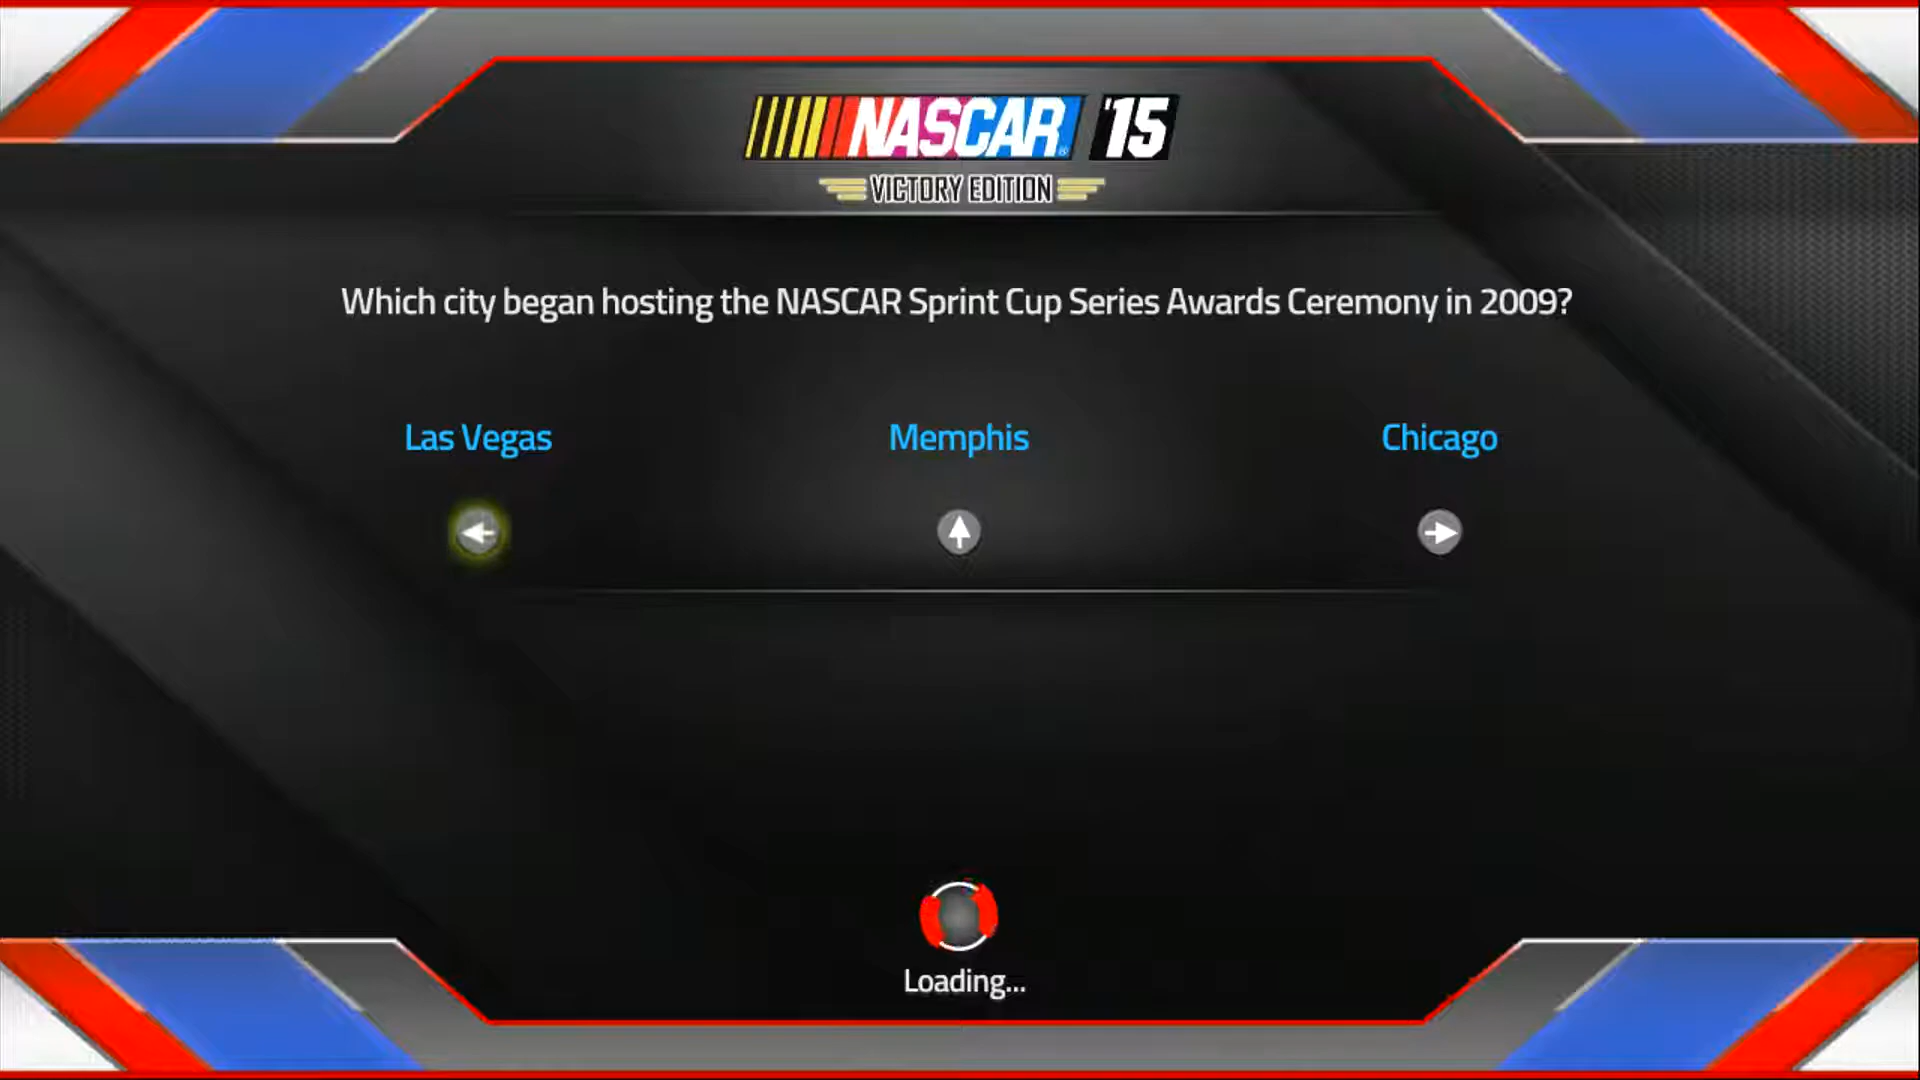 NASCAR '15
VICTORY EDITION
Which city began hosting the NASCAR Sprint Cup Series Awards Ceremony in 2009?
Las Vegas Memphis Chicago
Loading...